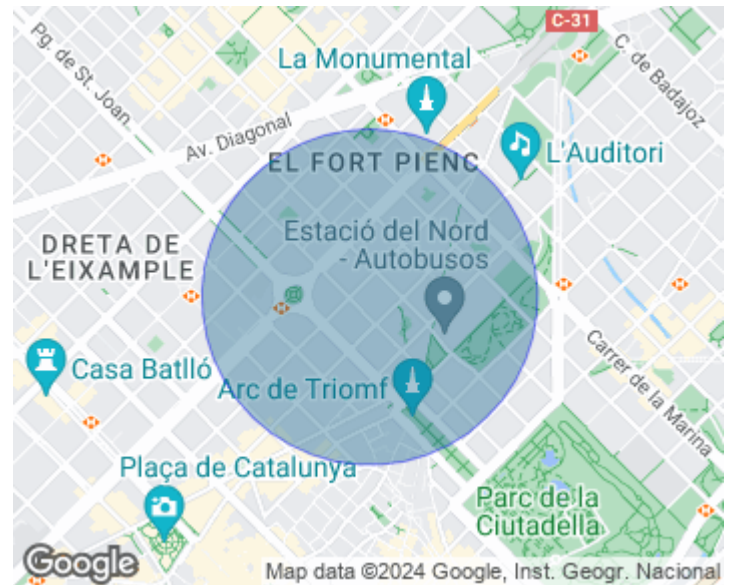 C-31
La Monumental
C. de Badajoz
Pg. de St. Joan
Av. Diagonal
EL FORT PIENC
L'Auditori
Estació del Nord
- Autobusos
DRETA DE
L'EIXAMPLE
Casa Batlló
Arc de Triomf
Carrer de la Marina
Plaça de Catalunya
Parc de la
Ciutadella
Google
Map data ©2024 Google, Inst. Geogr. Nacional